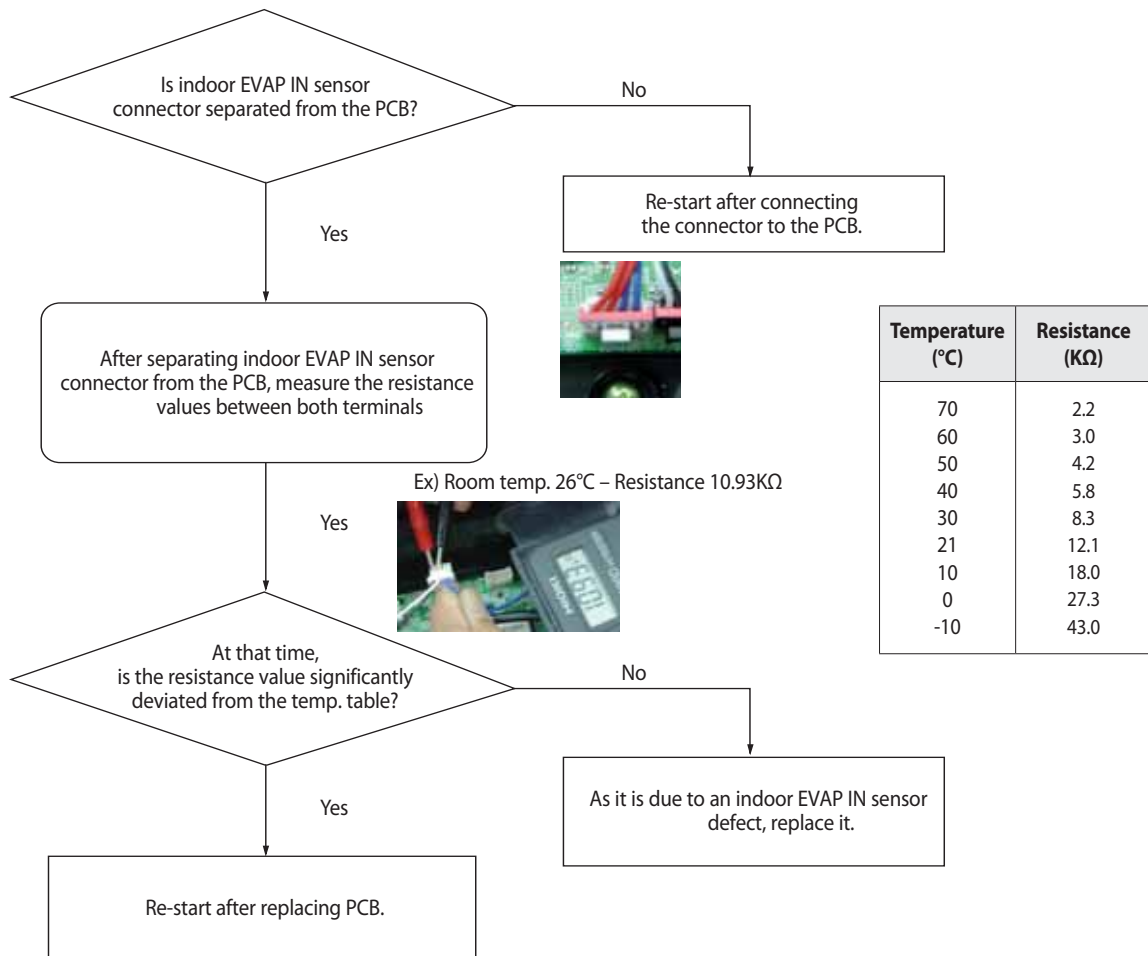 Is indoor EVAP IN sensor
connector separated from the PCB?
No
Re-start after connecting
the connector to the PCB.
Yes
After separating indoor EVAP IN sensor
connector from the PCB, measure the resistance
values between both terminals
Ex) Room temp. 26°C – Resistance 10.93KΩ
Yes
At that time,
is the resistance value significantly
deviated from the temp. table?
No
As it is due to an indoor EVAP IN sensor
defect, replace it.
Yes
Re-start after replacing PCB.
Temperature Resistance
(°C) (KΩ)
70 2.2
60 3.0
50 4.2
40 5.8
30 8.3
21 12.1
10 18.0
0 27.3
-10 43.0